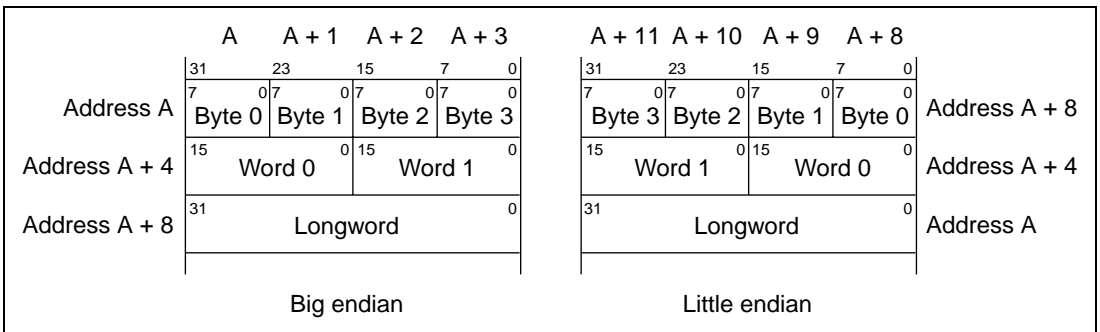 A A + 1 A + 2 A + 3 A + 11 A + 10 A + 9 A + 8
31 23 15 7 0 31 23 15 7 0
7 0 7 0 7 0 7 0 7 0 7 0 7 0 7 0
Address A Byte 0 Byte 1 Byte 2 Byte 3 Byte 3 Byte 2 Byte 1 Byte 0 Address A + 8
15 0 15 0 15 0 15 0
Address A + 4 Word 0 Word 1 Word 1 Word 0 Address A + 4
31 0 31 0
Address A + 8 Longword Longword Address A
Big endian Little endian